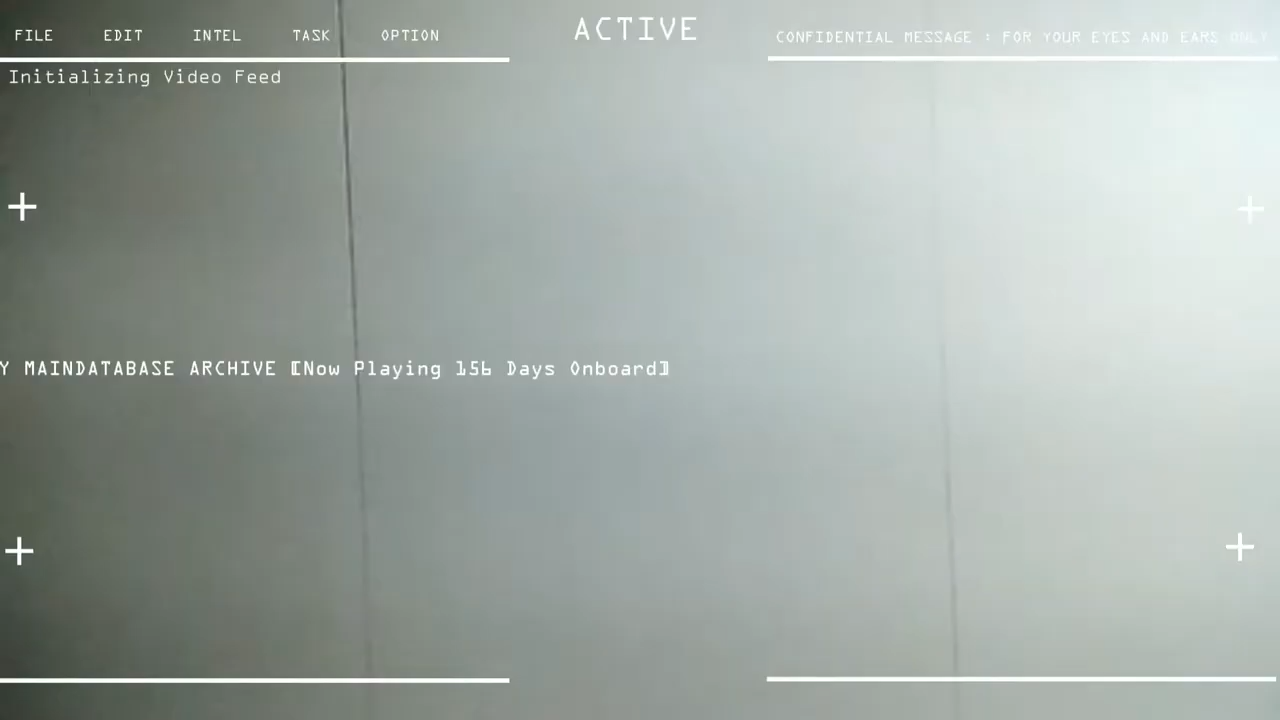 FILE EDIT INTEL TASK OPTION
ACTIVE
CONFIDENTIAL MESSAGE : FOR YOUR EYES AND EARS ONLY
Initializing Video Feed
Y MAINDATABASE ARCHIVE [Now Playing 156 Days Onboard]